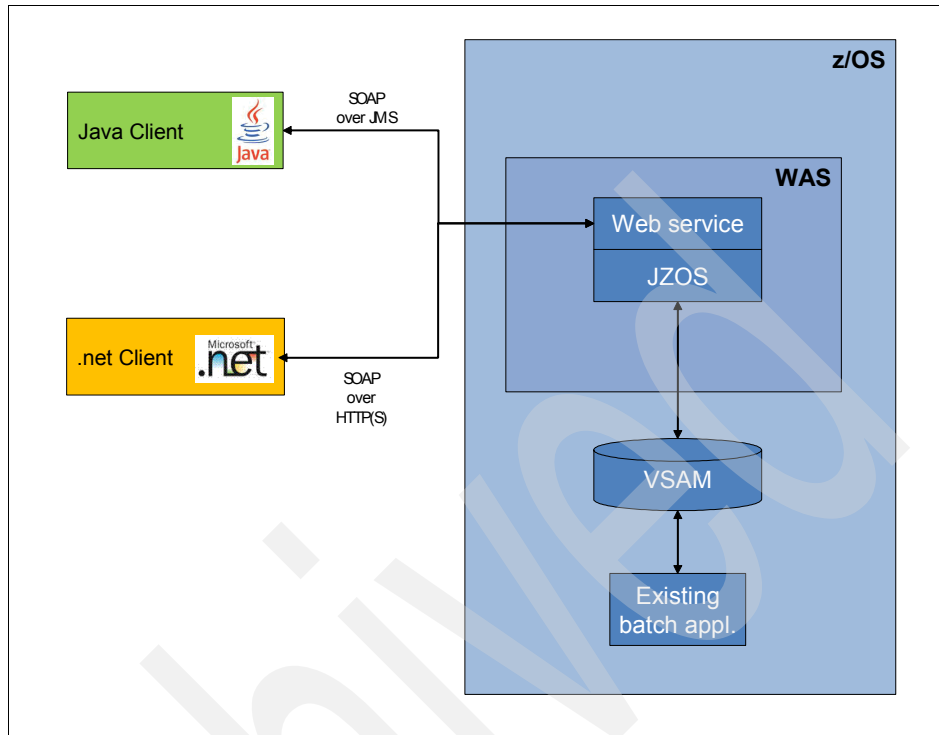 z/OS
SOAP
over JMS
Java Client
Java
WAS
Web service
JZOS
.net Client
Microsoft
.net
SOAP
over
HTTP(S)
VSAM
Existing
batch appl.
hived